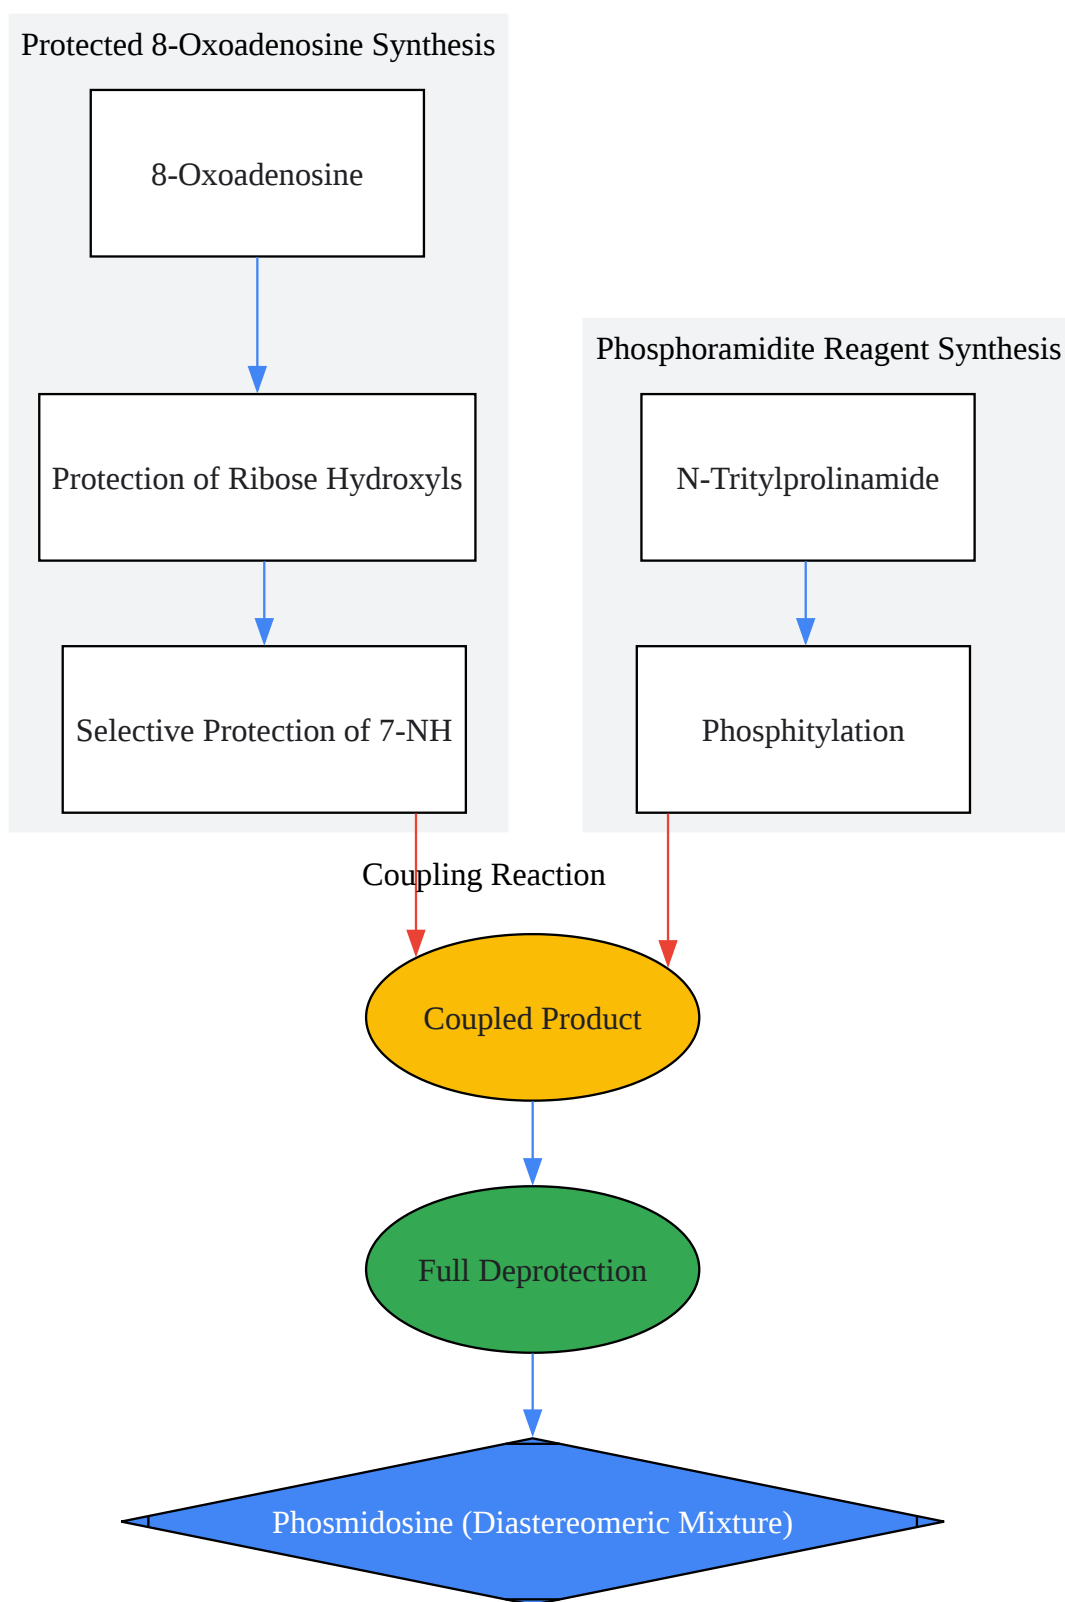 Protected 8-Oxoadenosine Synthesis
8-Oxoadenosine
Protection of Ribose Hydroxyls
Selective Protection of 7-NH
Phosphoramidite Reagent Synthesis
N-Tritylprolinamide
Phosphitylation
Coupling Reaction
Coupled Product
Full Deprotection
Phosmidosine (Diastereomeric Mixture)